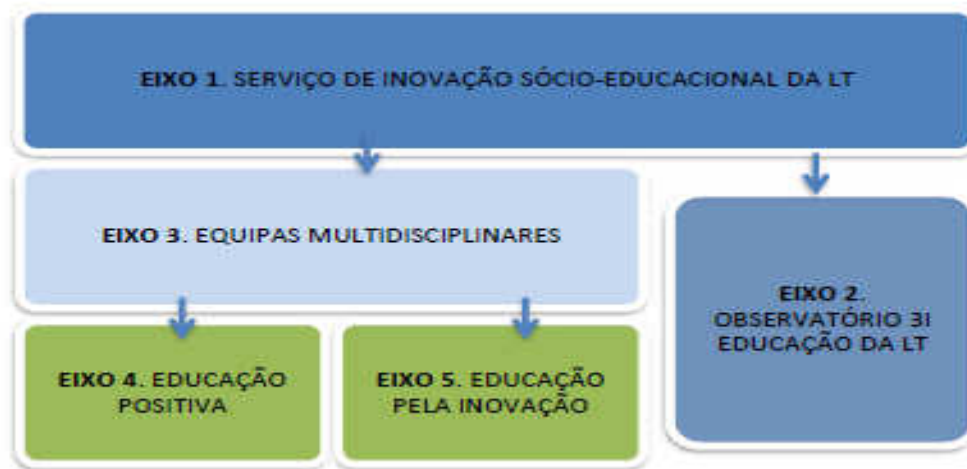 EIXO 1. SERVIÇO DE INOVAÇÃO SÓCIO-EDUCACIONAL DA LT
EIXO 3. EQUIPAS MULTIDISCIPLINARES
EIXO 2.
OBSERVATÓRIO 3I
EDUCAÇÃO DA LT
EIXO 4. EDUCAÇÃO
POSITIVA
EIXO 5. EDUCAÇÃO
PELA INOVAÇÃO